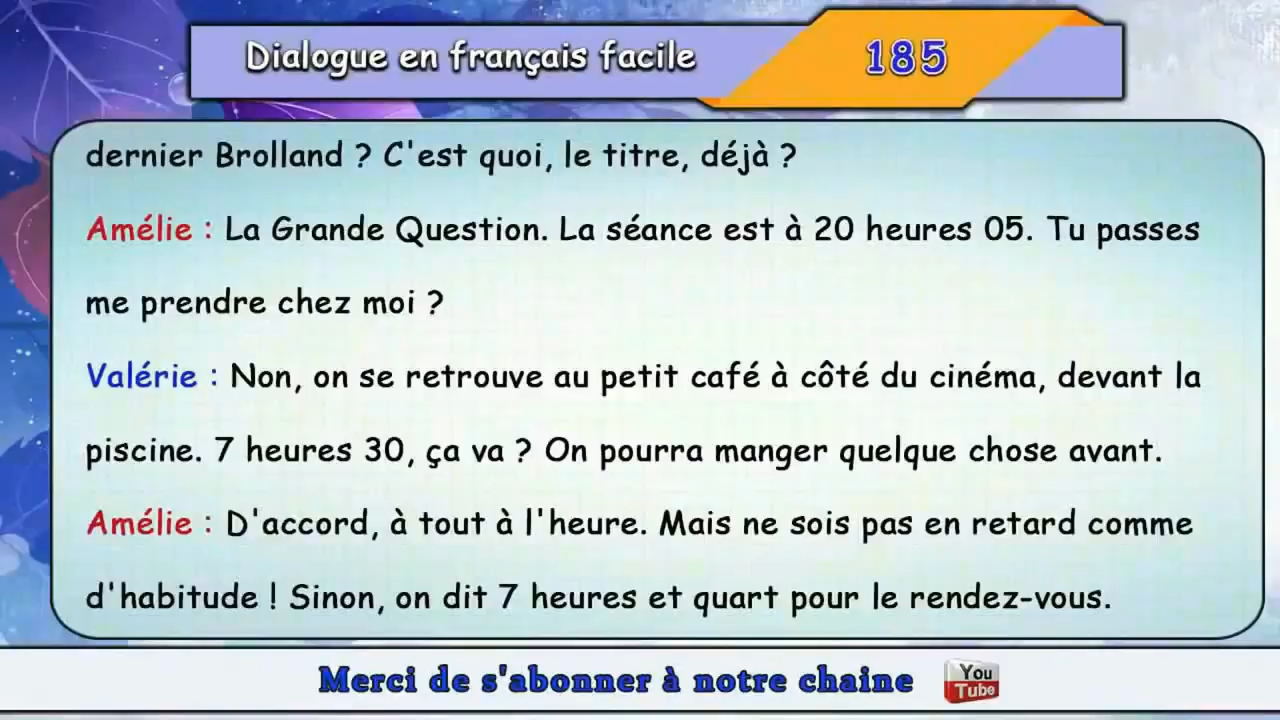 Dialogue en français facile 185
dernier Brolland ? C'est quoi, le titre, déjà ?
Amélie : La Grande Question. La séance est à 20 heures 05. Tu passes
me prendre chez moi ?
Valérie : Non, on se retrouve au petit café à côté du cinéma, devant la
piscine. 7 heures 30, ça va ? On pourra manger quelque chose avant.
Amélie : D'accord, à tout à l'heure. Mais ne sois pas en retard comme
d'habitude ! Sinon, on dit 7 heures et quart pour le rendez-vous.
Merci de s'abonner à notre chaine You
Tube